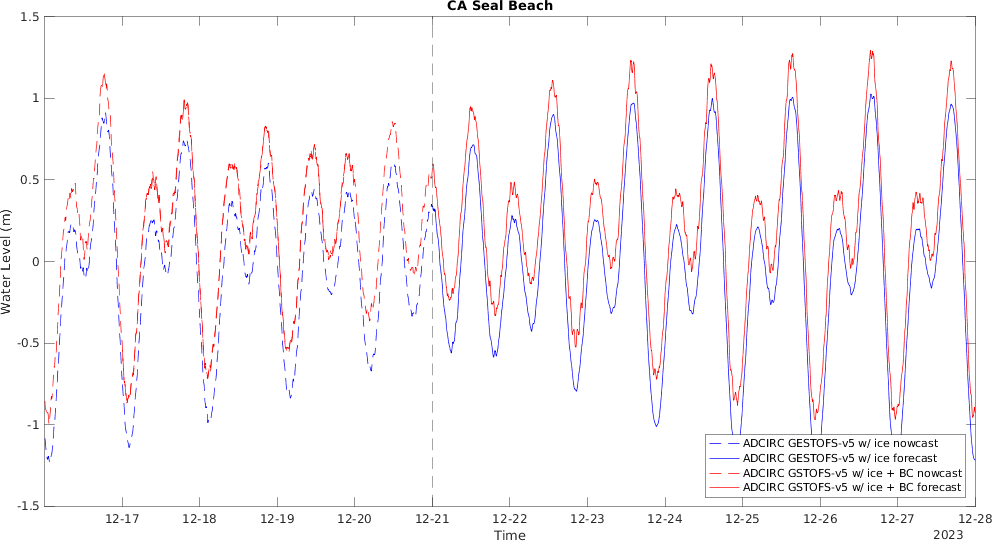 CA Seal Beach
1.5
1
0.5
0
-0.5
-1
-1.5
Water Level (m)
12-17 12-18 12-19 12-20 12-21 12-22 12-23 12-24 12-25 12-26 12-27 12-28
Time
2023
ADCIRC GESTOFS-v5 w/ ice nowcast
ADCIRC GESTOFS-v5 w/ ice forecast
ADCIRC GSTOFS-v5 w/ ice + BC nowcast
ADCIRC GSTOFS-v5 w/ ice + BC forecast